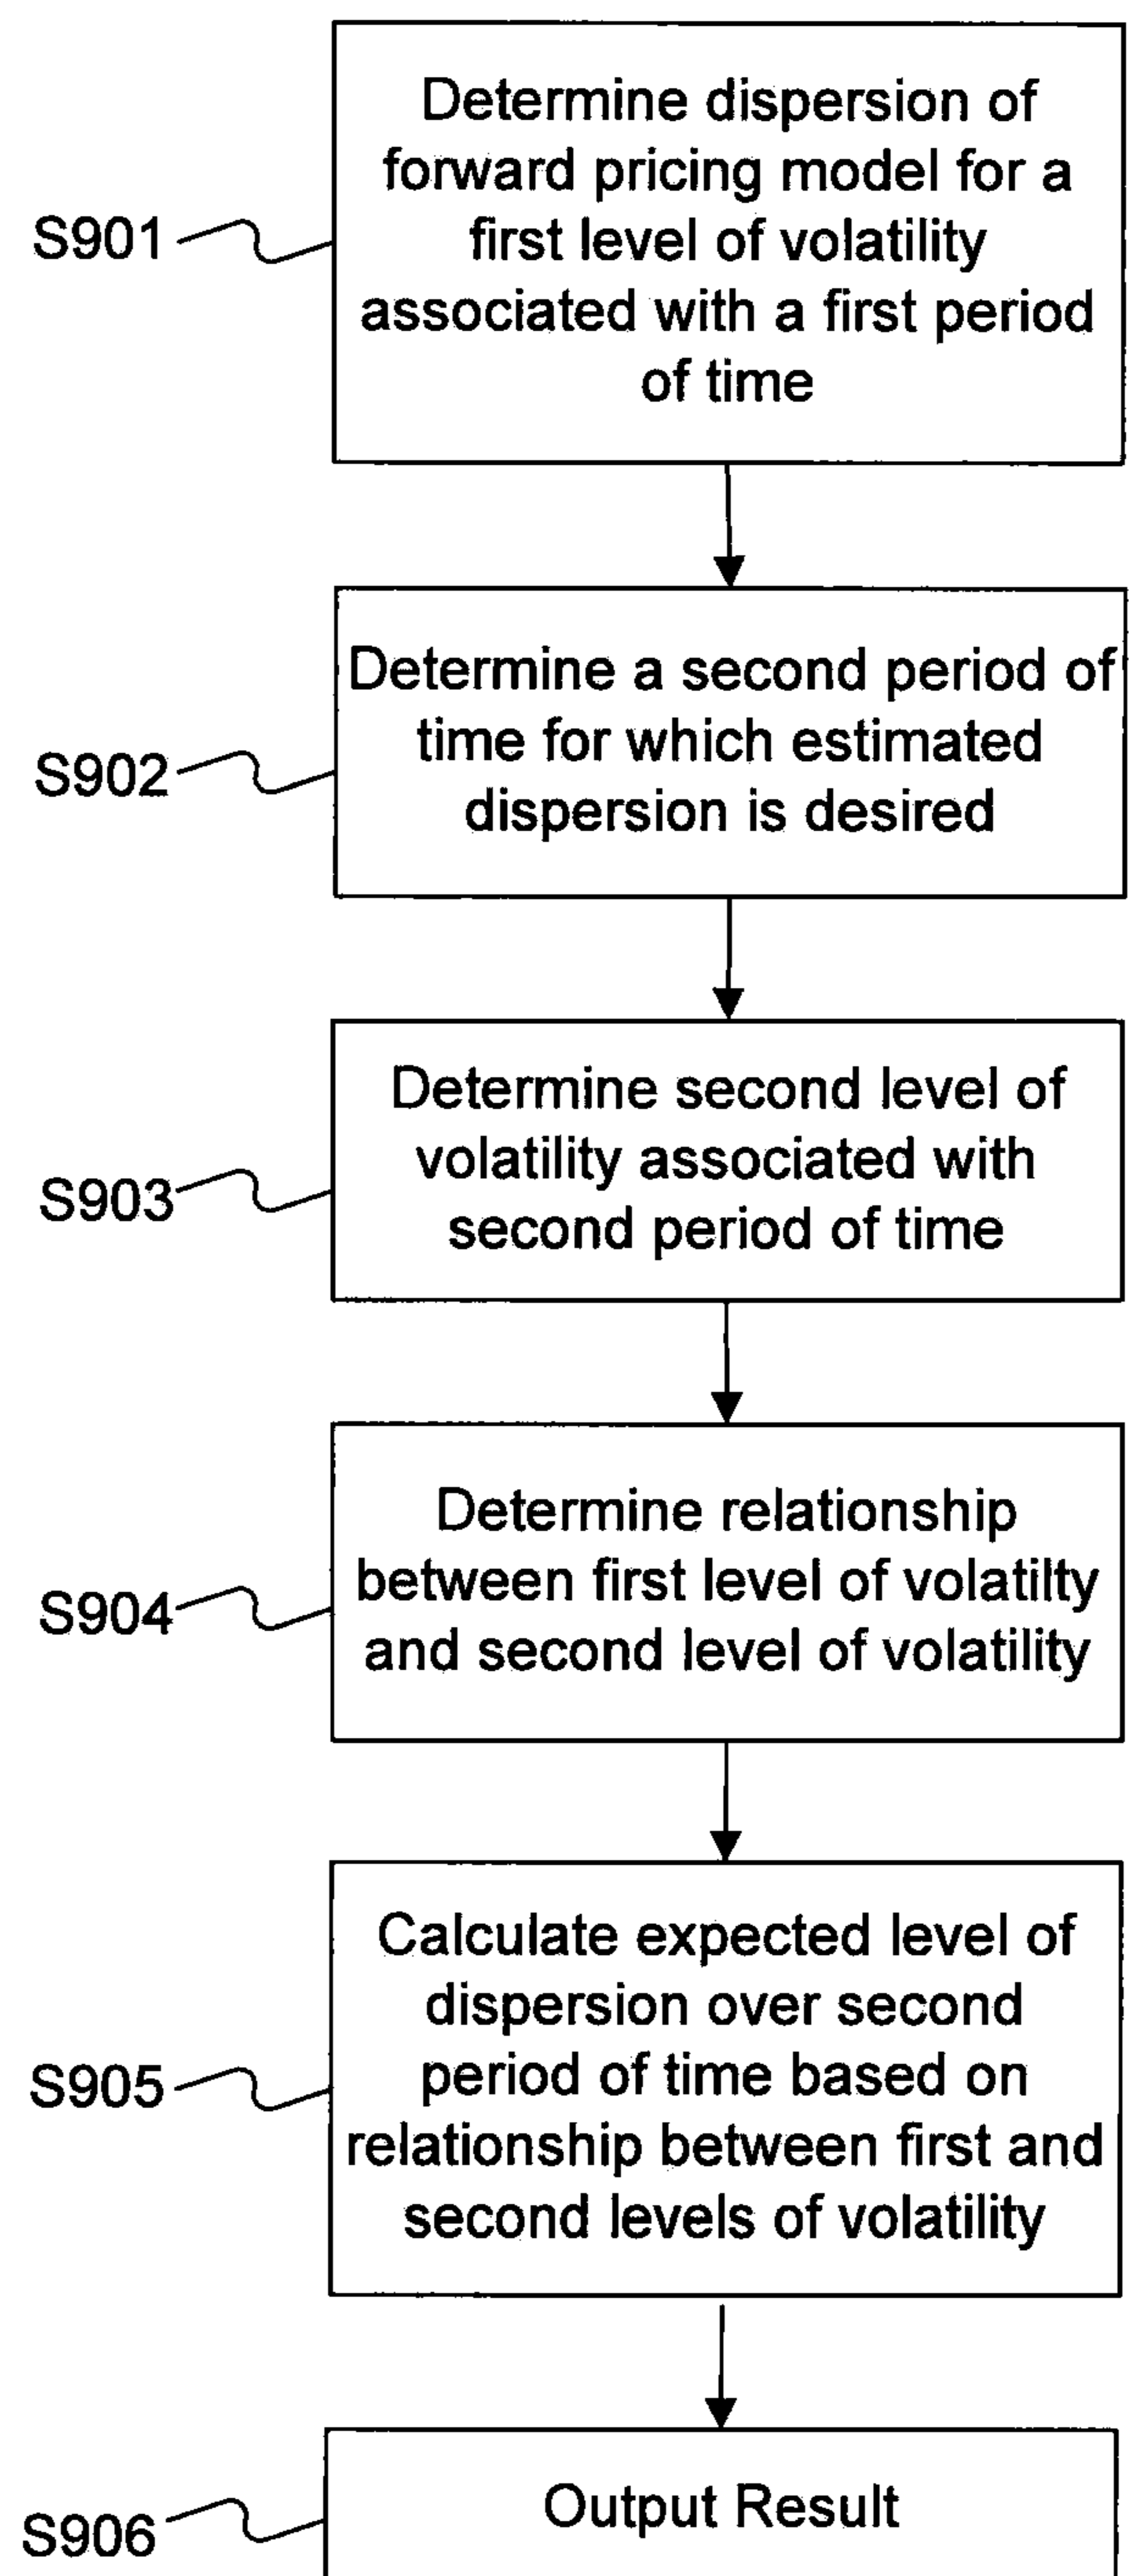 Determine dispersion of
forward pricing model for a
first level of volatility
associated with a first period
of time
S901
Determine a second period of
time for which estimated
dispersion is desired
S902
Determine second level of
volatility associated with
second period of time
S903
Determine relationship
between first level of volatilty
and second level of volatility
S904
Calculate expected level of
dispersion over second
period of time based on
relationship between first and
second levels of volatility
S905
Output Result
S906